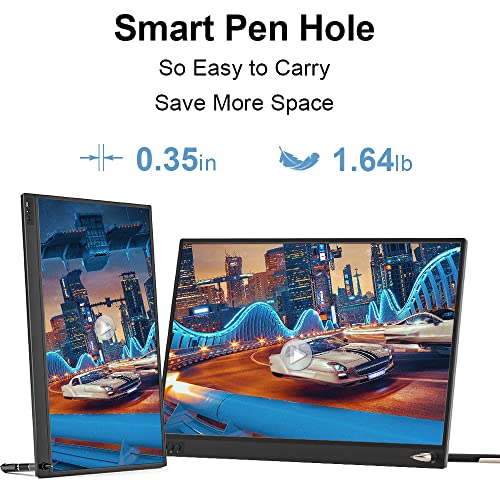 Smart Pen Hole
So Easy to Carry
Save More Space
0.35in
1.64lb